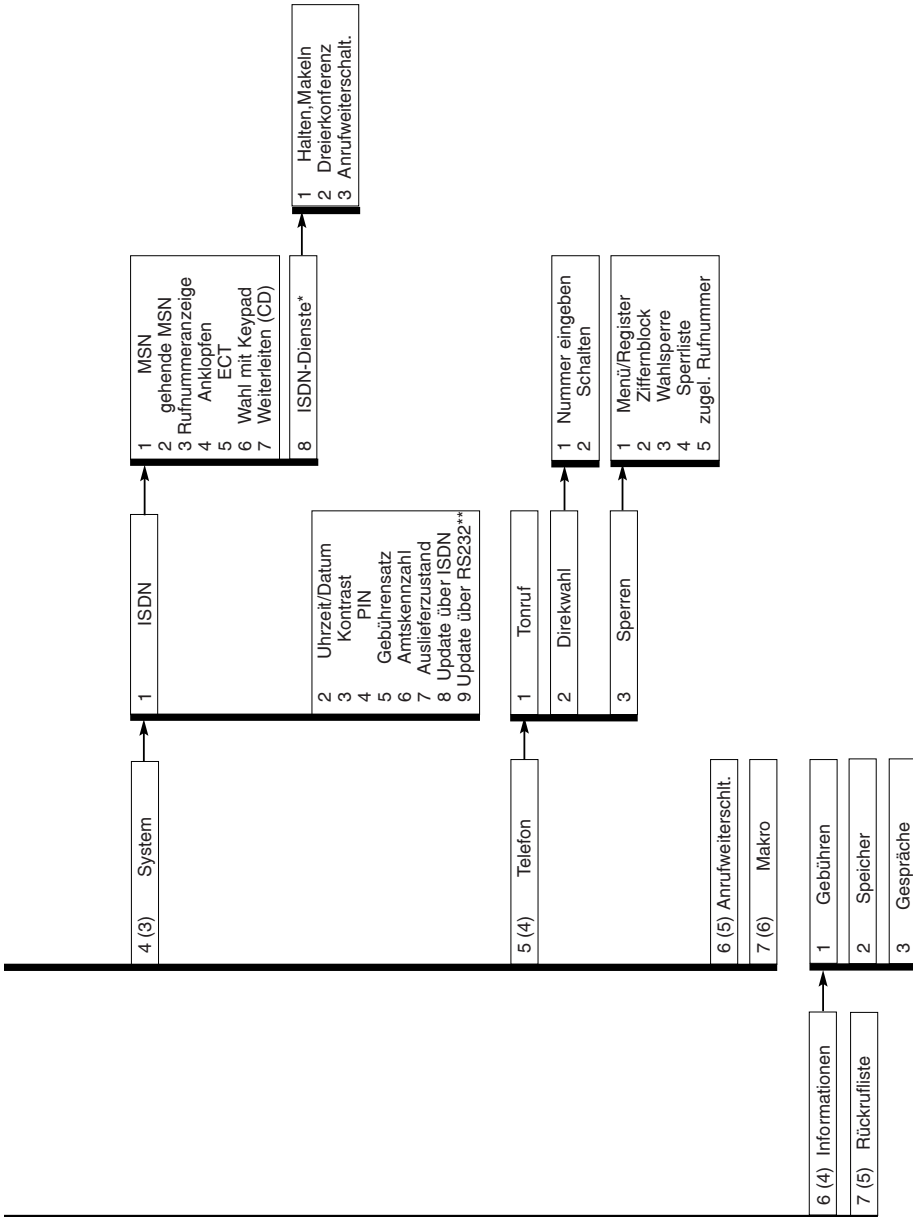 4 (3) System
1 ISDN
1 MSN
2 gehende MSN
3 Rufnummeranzeige
4 Anklopfen
5 ECT
6 Wahl mit Keypad
7 Weiterleiten (CD)
8 ISDN-Dienste*
1 Halten,Makeln
2 Dreierkonferenz
3 Anrufweiterschalt.
2 Uhrzeit/Datum
3 Kontrast
4 PIN
5 Gebührensatz
6 Amtskennzahl
7 Auslieferzustand
8 Update über ISDN
9 Update über RS232**
5 (4) Telefon
1 Tonruf
2 Direkwahl
1 Nummer eingeben
2 Schalten
3 Sperren
1 Menü/Register
2 Ziffernblock
3 Wahlsperre
4 Sperrliste
5 zugel. Rufnummer
6 (5) Anrufweiterschlt.
7 (6) Makro
6 (4) Informationen
1 Gebühren
2 Speicher
3 Gespräche
7 (5) Rückrufliste